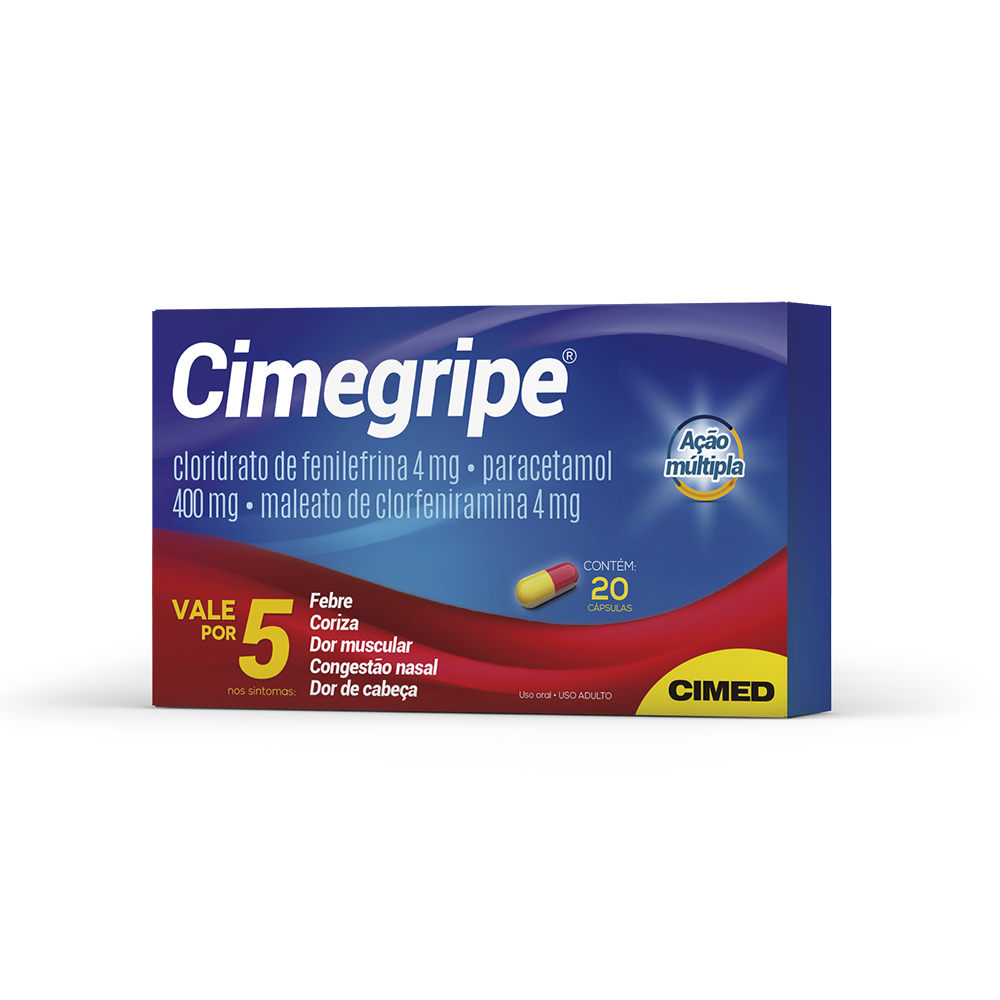 Cimegripe®
cloridrato de fenilefrina 4 mg • paracetamol
400 mg • maleato de clorfeniramina 4 mg
Ação
múltipla
CONTÉM:
20
CÁPSULAS
VALE
POR
5
nos sintomas:
Febre
Coriza
Dor muscular
Congestão nasal
Dor de cabeça
Uso oral • USO ADULTO
CIMED